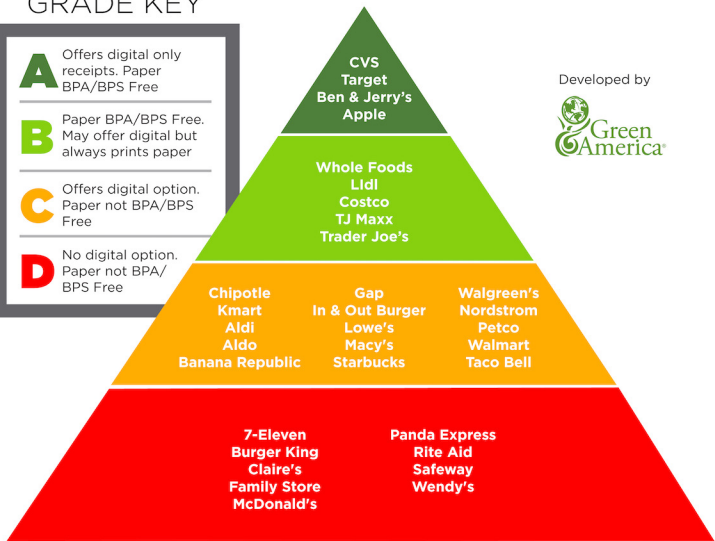 GRADE KEY
A
Offers digital only
receipts. Paper
BPA/BPS Free
B
Paper BPA/BPS Free.
May offer digital but
always prints paper
C
Offers digital option.
Paper not BPA/BPS
Free
D
No digital option.
Paper not BPA/
BPS Free
CVS
Target
Ben & Jerry's
Apple
Developed by
Green
America®
Whole Foods
Lidl
Costco
TJ Maxx
Trader Joe's
Chipotle
Kmart
Aldi
Aldo
Banana Republic
Gap
In & Out Burger
Lowe's
Macy's
Starbucks
Walgreen's
Nordstrom
Petco
Walmart
Taco Bell
7-Eleven
Burger King
Claire's
Family Store
McDonald's
Panda Express
Rite Aid
Safeway
Wendy's